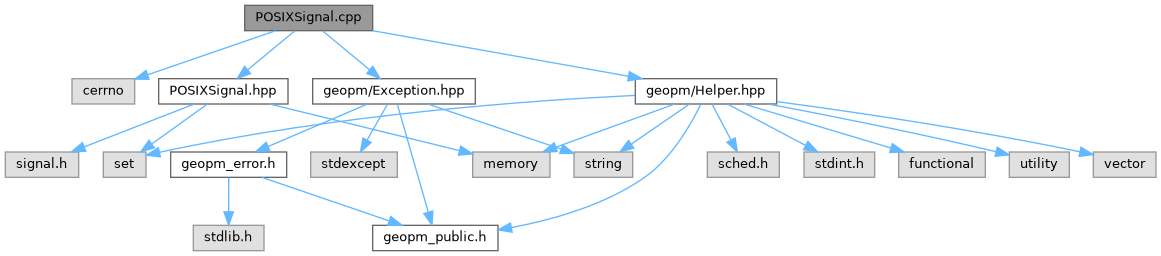 POSIXSignal.cpp
cerrno
POSIXSignal.hpp
geopm/Exception.hpp
geopm/Helper.hpp
signal.h
set
geopm_error.h
stdexcept
memory
string
sched.h
stdint.h
functional
utility
vector
stdlib.h
geopm_public.h